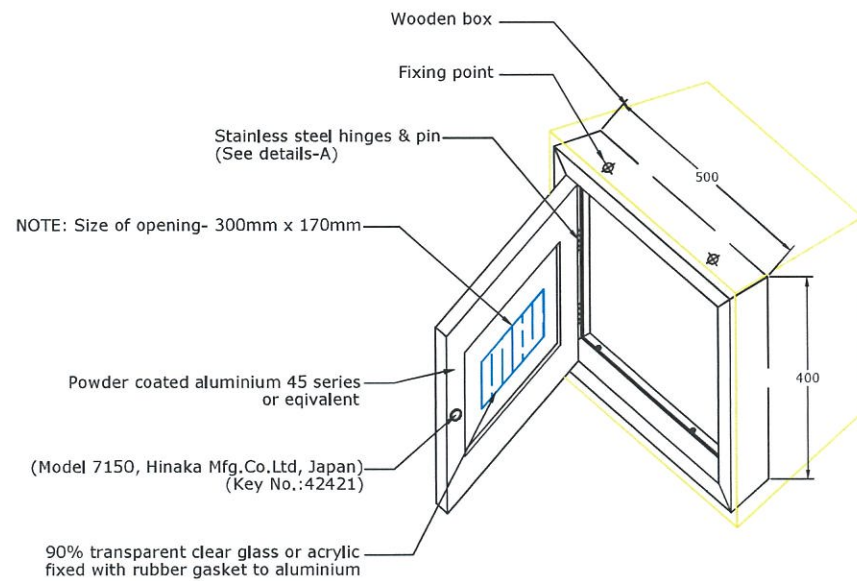 Wooden box
Fixing point
Stainless steel hinges & pin
(See details-A)
500
NOTE: Size of opening- 300mm x 170mm
Powder coated aluminium 45 series
or eqivalent
400
(Model 7150, Hinaka Mfg.Co.Ltd, Japan)
(Key No.:42421)
90% transparent clear glass or acrylic
fixed with rubber gasket to aluminium